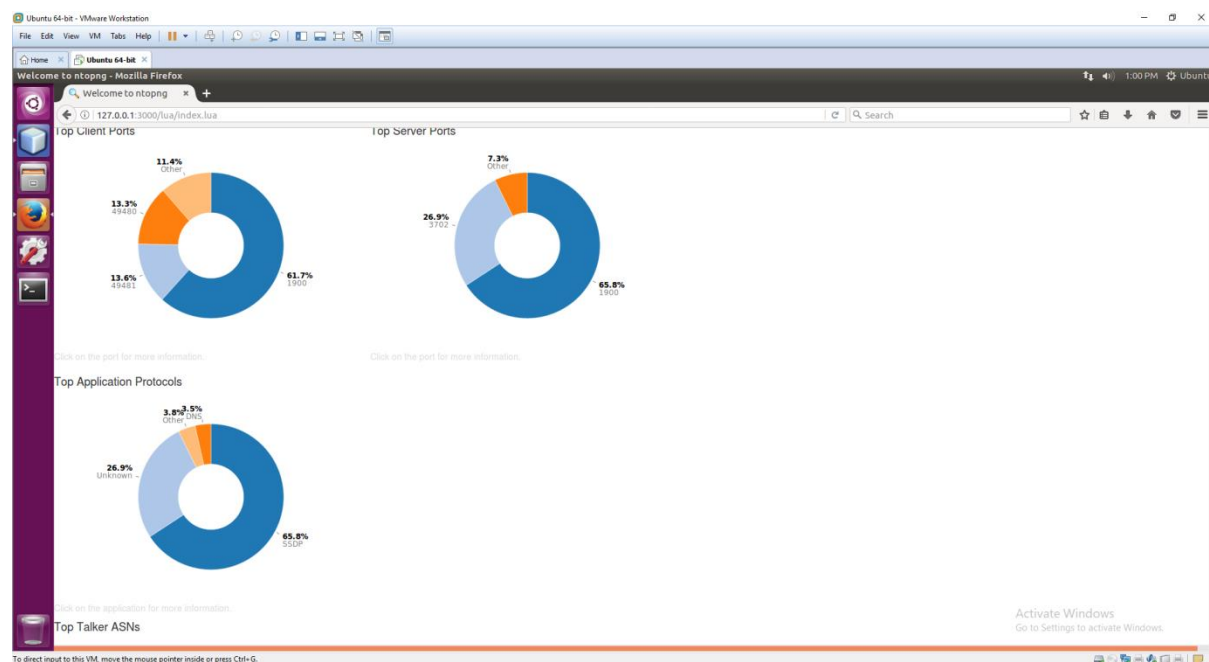 Ubuntu 64-bit - VMware Workstation
File Edit View VM Tabs Help
Home Ubuntu 64-bit
Welcome to ntopng - Mozilla Firefox 1:00 PM Ubuntu
Welcome to ntopng
127.0.0.1:3000/lua/index.lua Search
Top Client Ports Top Server Ports
11.4%
Other
13.3%
49480
13.6%
49481
61.7%
1900
7.3%
Other
26.9%
3702
65.8%
1900
Click on the port for more information. Click on the port for more information.
Top Application Protocols
3.8%
Other
3.5%
DNS
26.9%
Unknown
65.8%
SSDP
Click on the application for more information.
Top Talker ASNs
Activate Windows
Go to Settings to activate Windows.
To direct input to this VM, move the mouse pointer inside or press Ctrl+G.